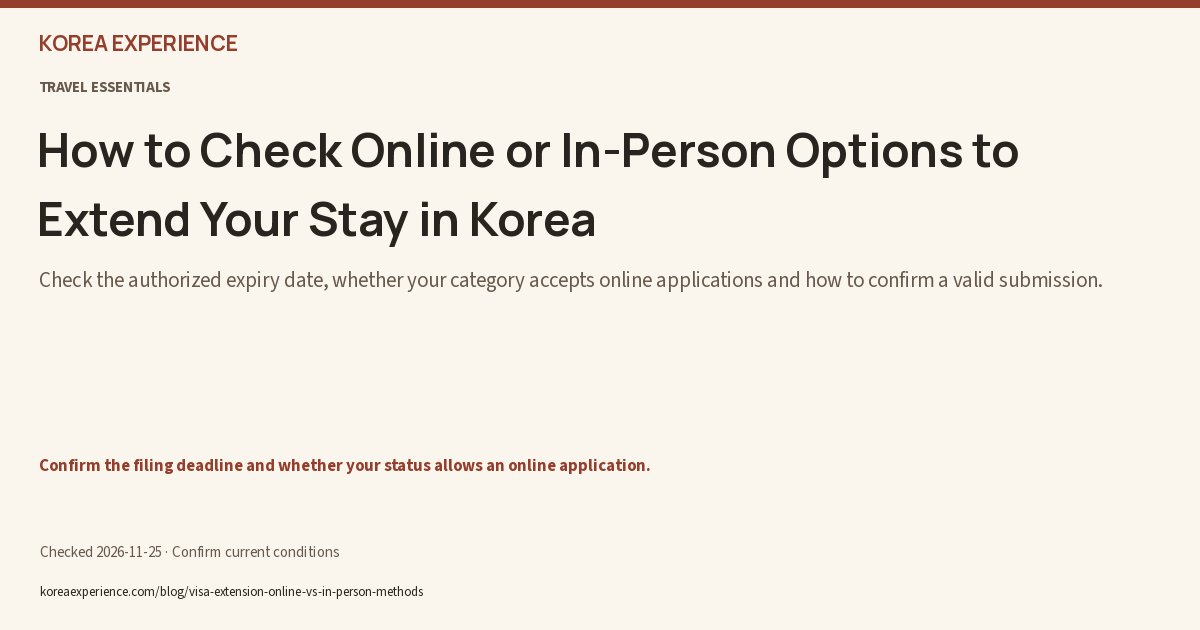 KOREA EXPERIENCE
TRAVEL ESSENTIALS
How to Check Online or In-Person Options to
Extend Your Stay in Korea
Check the authorized expiry date, whether your category accepts online applications and how to confirm a valid submission.
Confirm the filing deadline and whether your status allows an online application.
Checked 2026-11-25 · Confirm current conditions
koreaexperience.com/blog/visa-extension-online-vs-in-person-methods